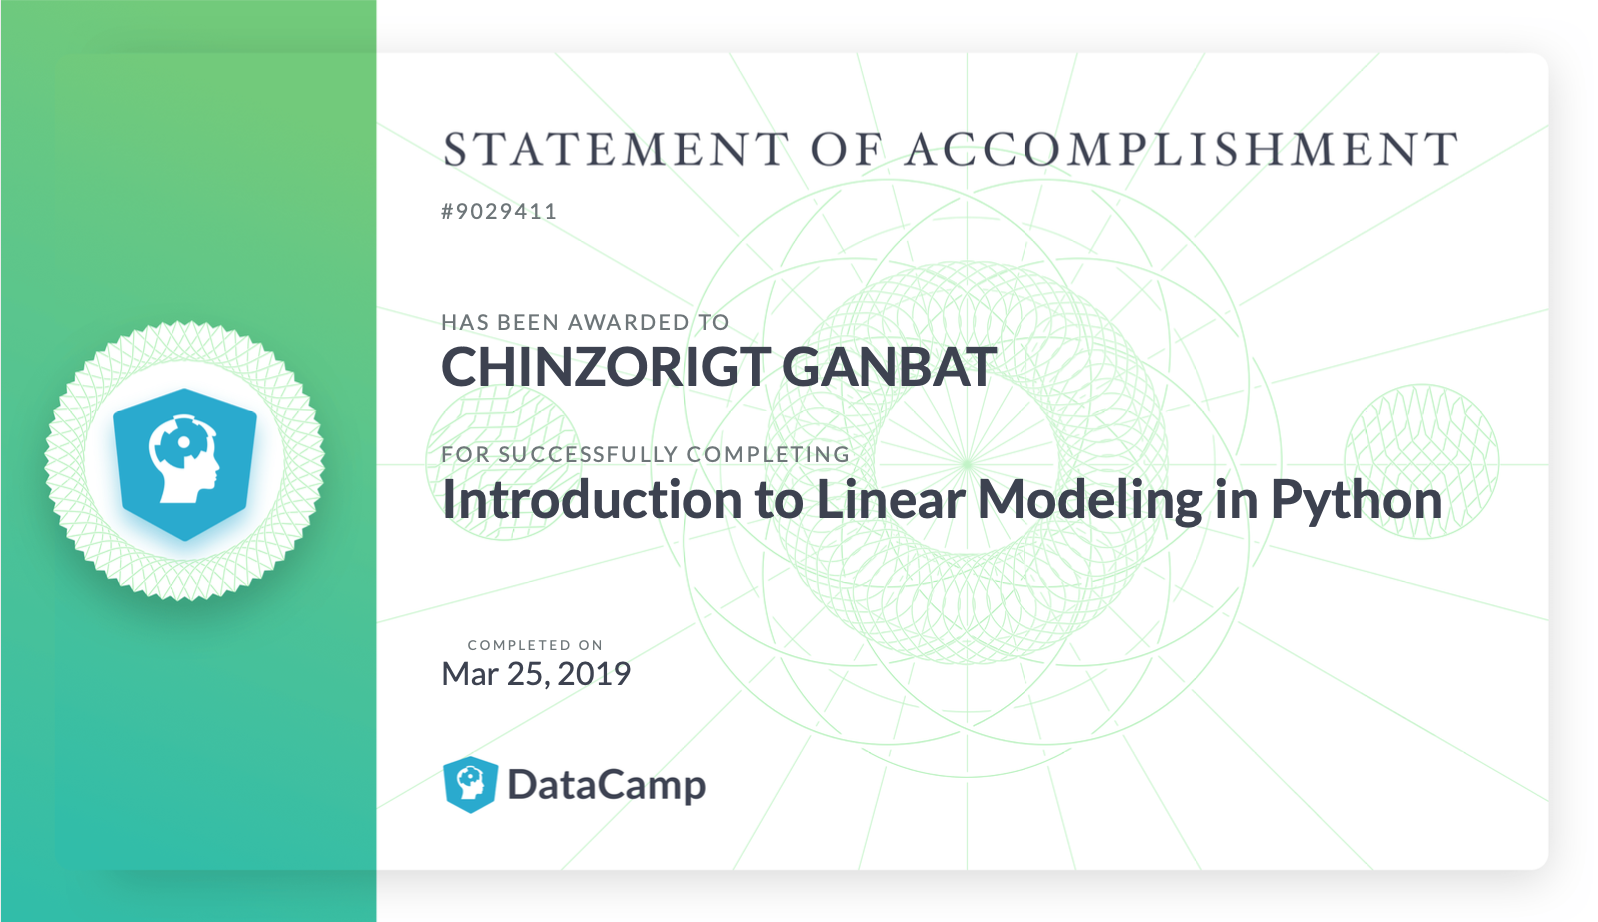 STATEMENT OF ACCOMPLISHMENT
#9029411
HAS BEEN AWARDED TO
CHINZORIGT GANBAT
FOR SUCCESSFULLY COMPLETING
Introduction to Linear Modeling in Python
COMPLETED ON
Mar 25, 2019
DataCamp